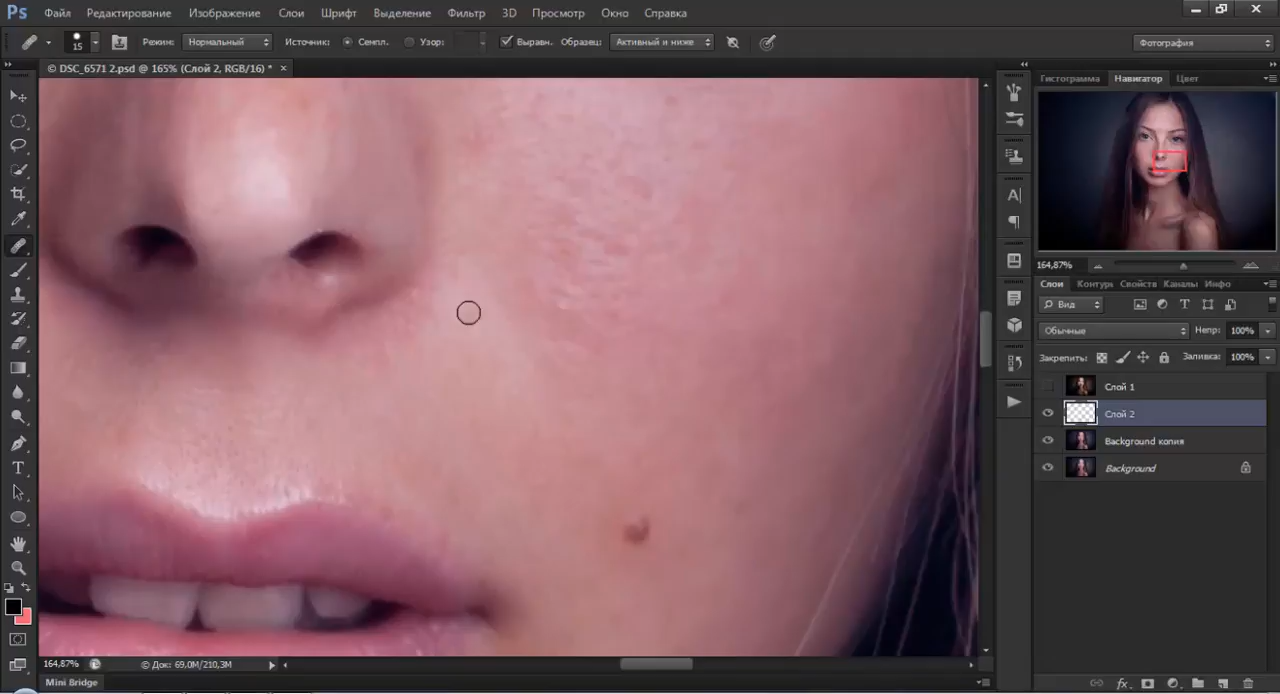 Ps Файл Редактирование Изображение Слои Шрифт Выделение Фильтр 3D Просмотр Окно Справка
15 Режим: Нормальный Источник: Сэмпл. Узор: Выравн. Образец: Активный и ниже Фотография
© DSC_6571 2.psd @ 165% (Слой 2, RGB/16) * ×
Гистограмма Навигатор Цвет
164,87%
Слои Контуры Свойства Каналы Инфо
Вид
Обычные Непр: 100%
Закрепить: Заливка: 100%
Слой 1
Слой 2
Background копия
Background
164,87% © Док: 69,0M/210,3M
Mini Bridge